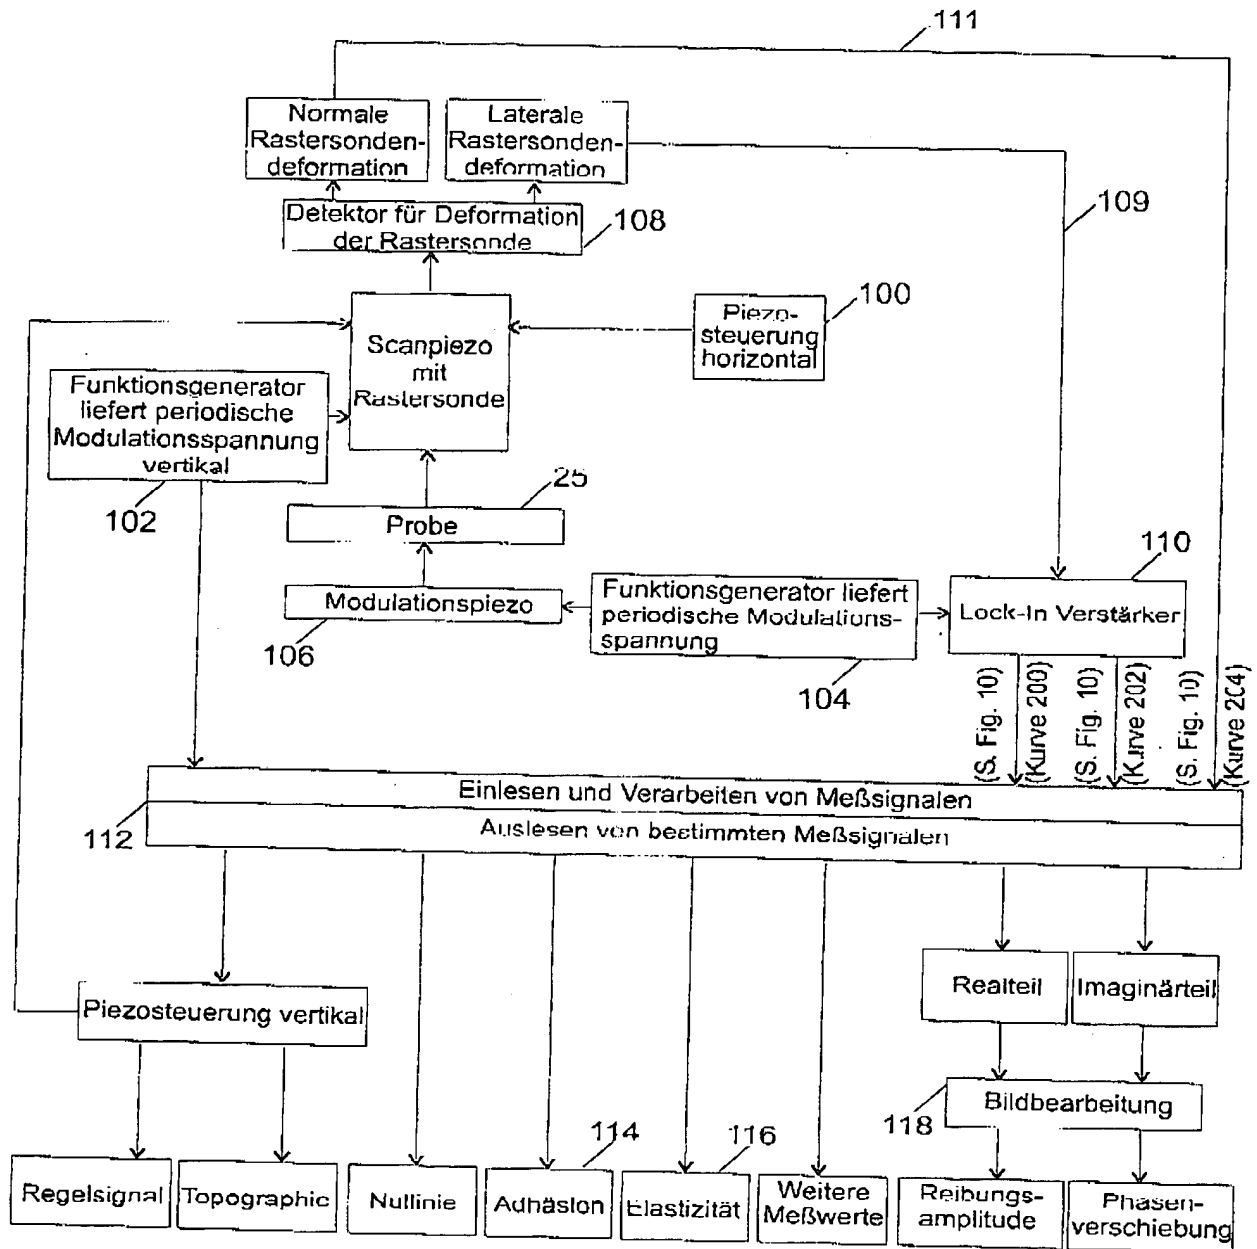 111
Normale
Rastersonden-
deformation
Laterale
Rastersonden-
deformation
109
Detektor für Deformation
der Rastersonde
108
100
Piezo-
steuerung
horizontal
Scanpiezo
mit
Rastersonde
Funktionsgenerator
liefert periodische
Modulationsspannung
vertikal
102
25
Probe
110
Modulationspiezo
106
Funktionsgenerator liefert
periodische Modulations-
spannung
104
Lock-In Verstärker
(S. Fig. 10)
(Kurve 200)
(S. Fig. 10)
(Kurve 202)
(S. Fig. 10)
(Kurve 204)
Einlesen und Verarbeiten von Meßsignalen
112
Auslesen von bestimmten Meßsignalen
Realteil
Imaginärteil
Piezosteuerung vertikal
Bildbearbeitung
118
114
116
Regelsignal
Topographie
Nullinie
Adhäsion
Elastizität
Weitere
Meßwerte
Reibungs-
amplitude
Phasen-
verschiebung